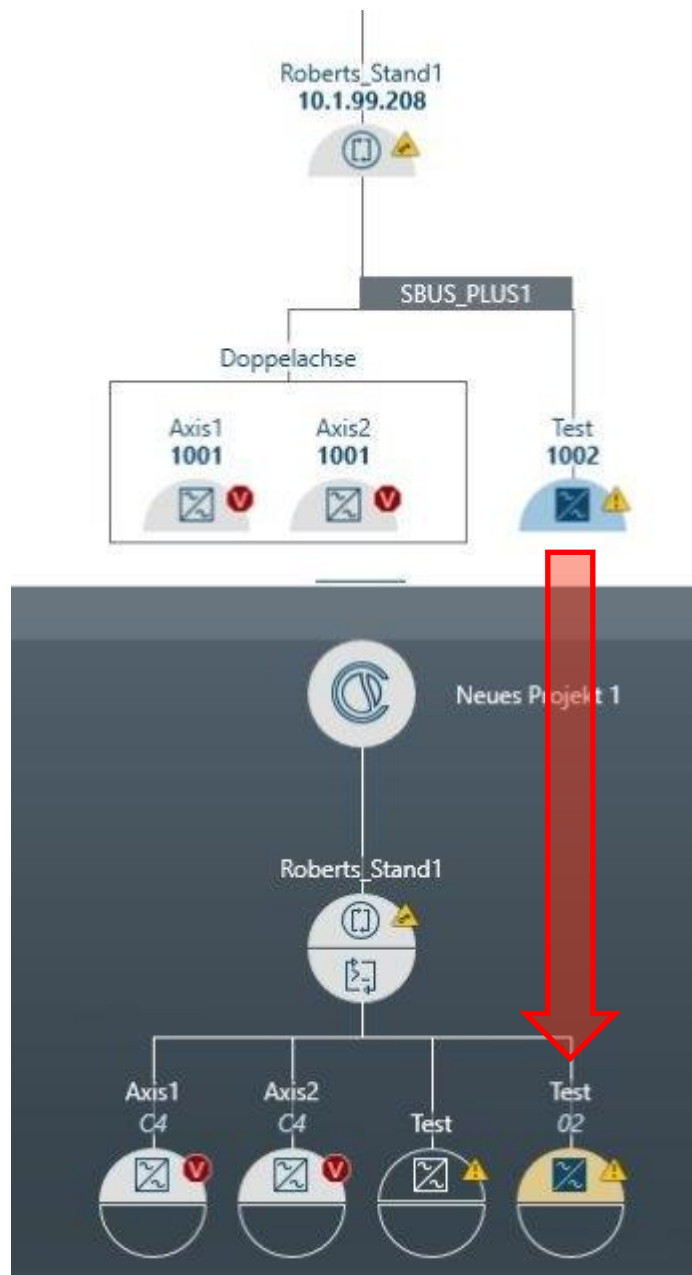 Roberts_Stand1
10.1.99.208
SBUS_PLUS1
Doppelachse
Axis1
1001
Axis2
1001
Test
1002
V
V
Neues Projekt 1
Roberts_Stand1
Axis1
C4
Axis2
C4
Test
Test
02
V
V